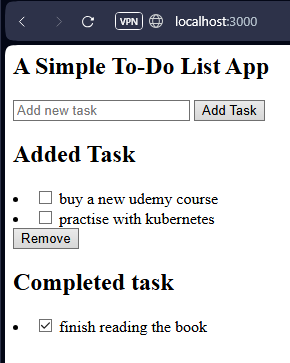 VPN localhost:3000
A Simple To-Do List App
Add new task Add Task
Added Task
buy a new udemy course
practise with kubernetes
Remove
Completed task
finish reading the book